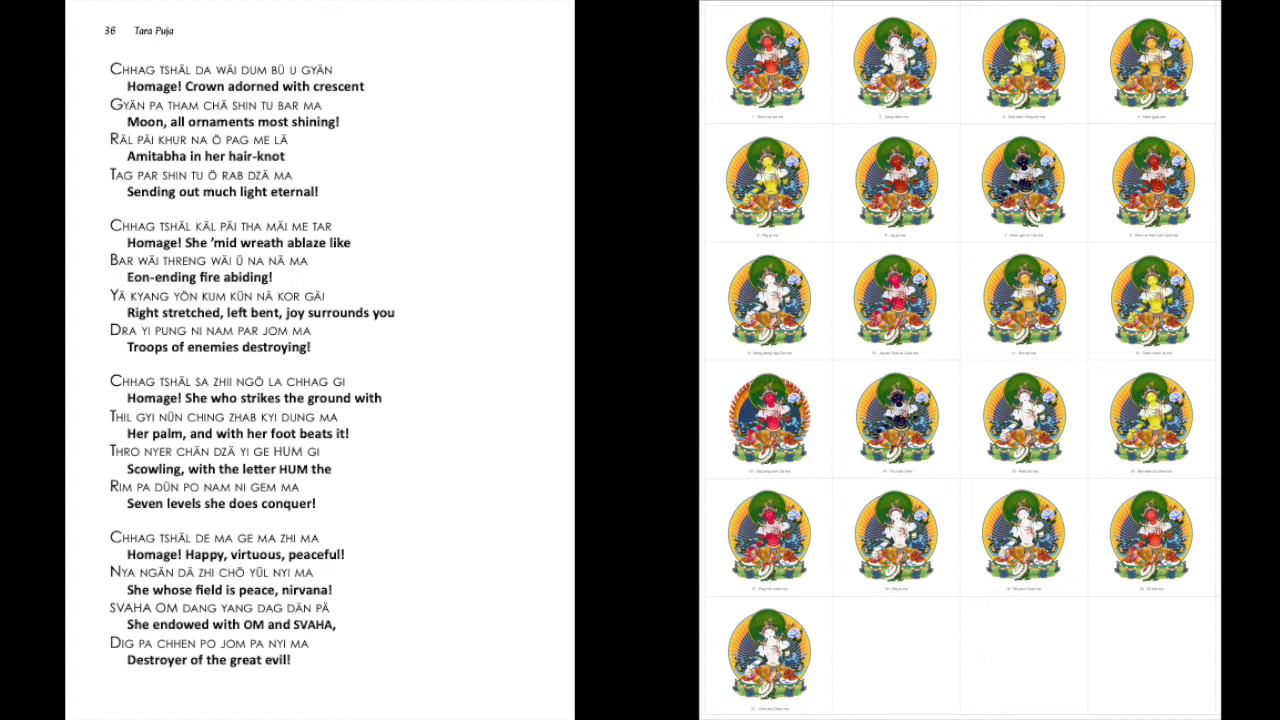 36 Tara Puja
CHHAG TSHÄL DA WÄI DUM BÜ U GYÄN
Homage! Crown adorned with crescent
GYÄN PA THAM CHÄ SHIN TU BAR MA
Moon, all ornaments most shining!
RÄL PÄI KHUR NA Ö PAG ME LÄ
Amitabha in her hair-knot
TAG PAR SHIN TU Ö RAB DZÄ MA
Sending out much light eternal!
CHHAG TSHÄL KÄL PÄI THA MÄI ME TAR
Homage! She ’mid wreath ablaze like
BAR WÄI THRENG WÄI Ü NA NÄ MA
Eon-ending fire abiding!
YÄ KYANG YÖN KUM KÜN NÄ KOR GÄI
Right stretched, left bent, joy surrounds you
DRA YI PUNG NI NAM PAR JOM MA
Troops of enemies destroying!
CHHAG TSHÄL SA ZHII NGÖ LA CHHAG GI
Homage! She who strikes the ground with
THIL GYI NÜN CHING ZHAB KYI DUNG MA
Her palm, and with her foot beats it!
THRO NYER CHÄN DZÄ YI GE HUM GI
Scowling, with the letter HUM the
RIM PA DÜN PO NAM NI GEM MA
Seven levels she does conquer!
CHHAG TSHÄL DE MA GE MA ZHI MA
Homage! Happy, virtuous, peaceful!
NYA NGÄN DÄ ZHI CHÖ YÜL NYI MA
She whose field is peace, nirvana!
SVAHA OM DANG YANG DAG DÄN PÄ
She endowed with OM and SVAHA,
DIG PA CHHEN PO JOM PA NYI MA
Destroyer of the great evil!